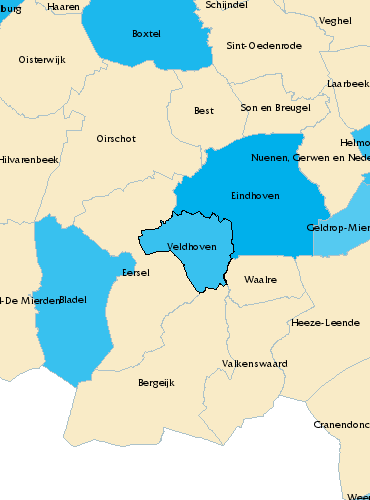 burg
Haaren
Schijndel
Veghel
Boxtel
Sint-Oedenrode
Oisterwijk
Laarbeek
Best
Son en Breugel
Oirschot
Helmo
Hilvarenbeek
Nuenen, Gerwen en Nede
Eindhoven
Geldrop-Mier
Veldhoven
Eersel
Waalre
l-De Mierden
Bladel
Heeze-Leende
Valkenswaard
Bergeijk
Cranendonc
Weer